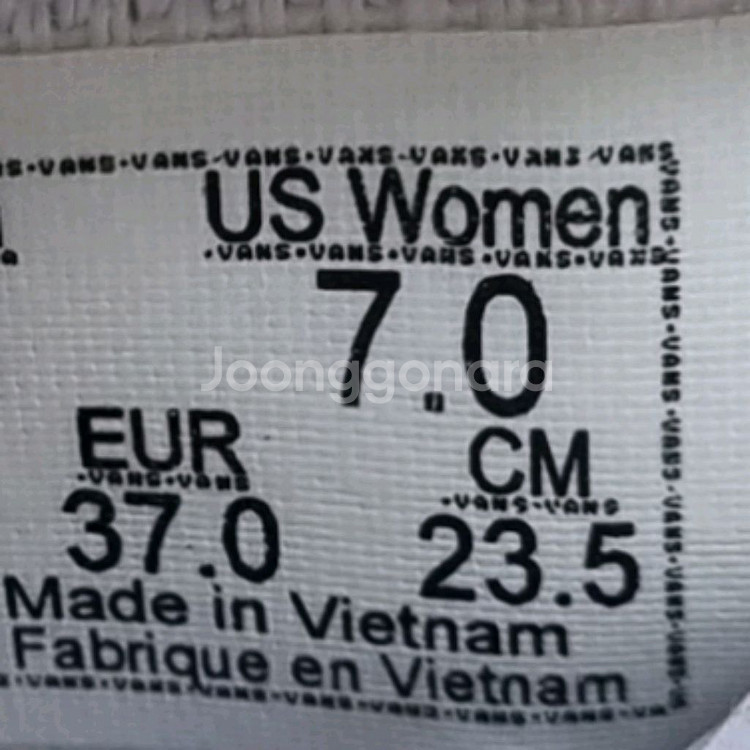 VANS·VANS·VANS·VANS·VANS·VANS·VANS
US Women
·VANS·VANS·VANS·VANS·VANS
7.0
Joonggonara
EUR CM
·VANS·VANS ·VANS·VANS
37.0 23.5
Made in Vietnam
Fabrique en Vietnam